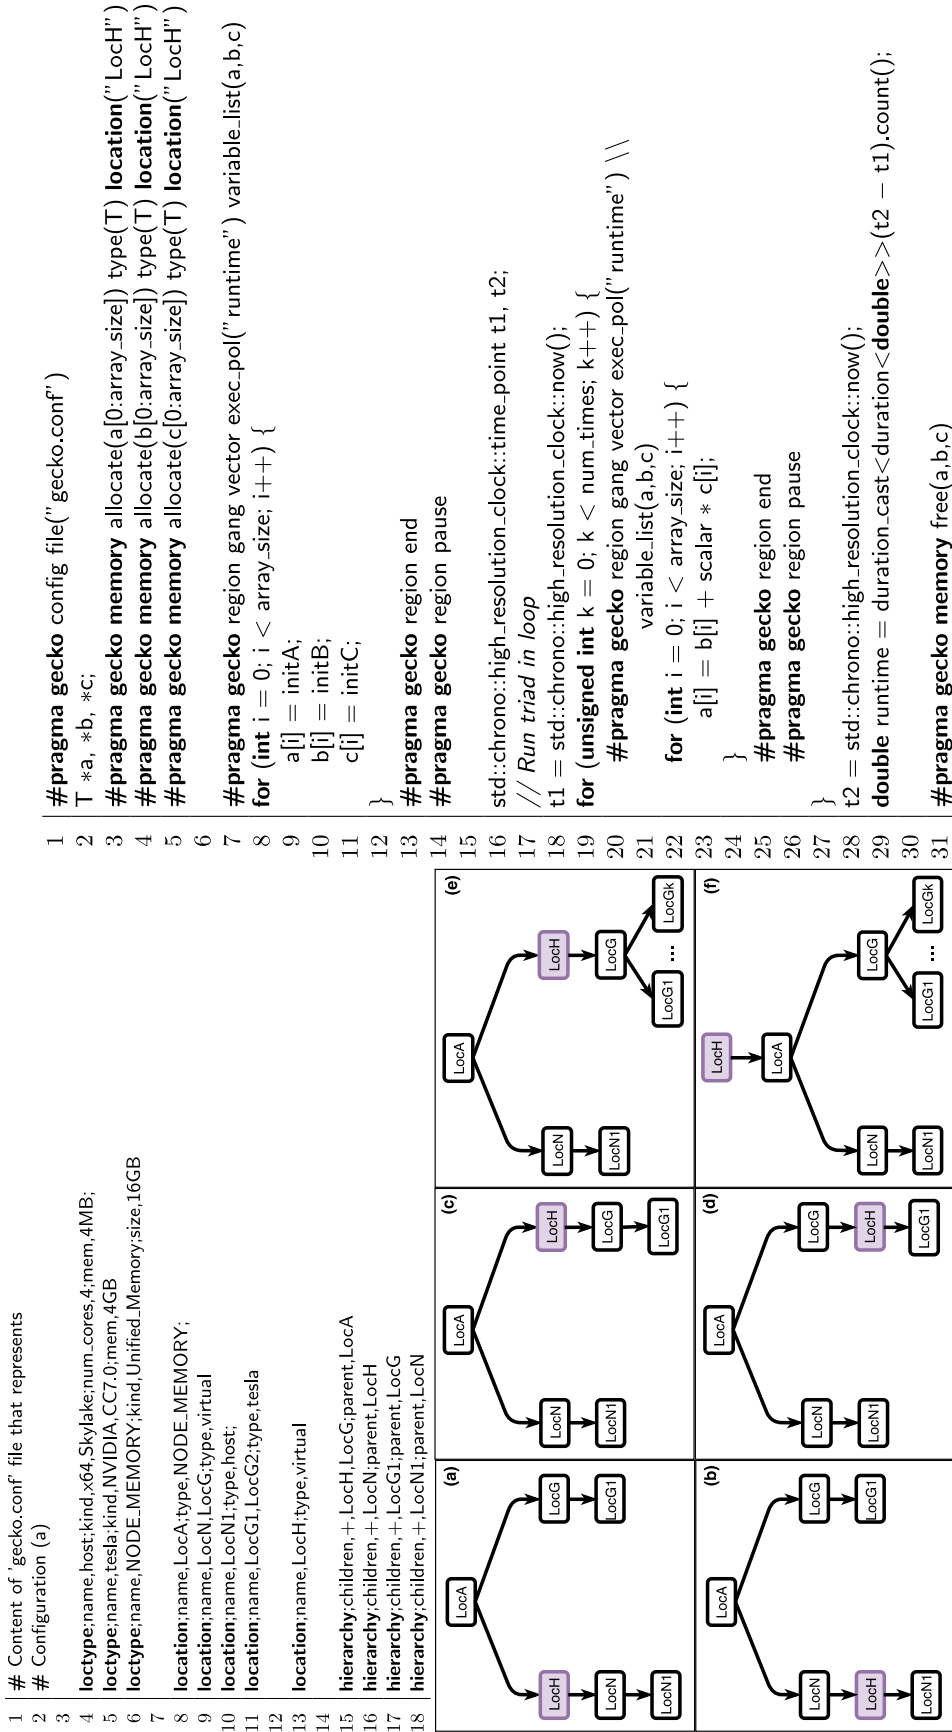 1 # Content of 'gecko.conf' file that represents
2 # Configuration (a)
3
4 loctype;name,host;kind,x64,Skylake;num_cores,4;mem,4MB;
5 loctype;name,tesla;kind,NVIDIA,CC7.0;mem,4GB
6 loctype;name,NODE_MEMORY;kind,Unified_Memory;size,16GB
7
8 location;name,LocA;type,NODE_MEMORY;
9 location;name,LocN,LocG;type,virtual
10 location;name,LocN1;type,host;
11 location;name,LocG1,LocG2;type,tesla
12
13 location;name,LocH;type,virtual
14
15 hierarchy;children,+,LocH,LocG;parent,LocA
16 hierarchy;children,+,LocN;parent,LocH
17 hierarchy;children,+,LocG1;parent,LocG
18 hierarchy;children,+,LocN1;parent,LocN
(a)
LocA
LocH
LocG
LocN
LocG1
LocN1
(c)
LocA
LocN
LocH
LocN1
LocG
LocG1
(e)
LocA
LocN
LocH
LocN1
LocG
LocG1
...
LocGk
(b)
LocA
LocN
LocG
LocH
LocG1
LocN1
(d)
LocA
LocN
LocG
LocN1
LocH
LocG1
(f)
LocH
LocA
LocN
LocG
LocN1
LocG1
...
LocGk
1 #pragma gecko config file("gecko.conf")
2 T *a, *b, *c;
3 #pragma gecko memory allocate(a[0:array_size]) type(T) location("LocH")
4 #pragma gecko memory allocate(b[0:array_size]) type(T) location("LocH")
5 #pragma gecko memory allocate(c[0:array_size]) type(T) location("LocH")
6
7 #pragma gecko region gang vector exec_pol("runtime") variable_list(a,b,c)
8 for (int i = 0; i < array_size; i++) {
9 a[i] = initA;
10 b[i] = initB;
11 c[i] = initC;
12 }
13 #pragma gecko region end
14 #pragma gecko region pause
15
16 std::chrono::high_resolution_clock::time_point t1, t2;
17 // Run triad in loop
18 t1 = std::chrono::high_resolution_clock::now();
19 for (unsigned int k = 0; k < num_times; k++) {
20 #pragma gecko region gang vector exec_pol("runtime") \\
21 variable_list(a,b,c)
22 for (int i = 0; i < array_size; i++) {
23 a[i] = b[i] + scalar * c[i];
24 }
25 #pragma gecko region end
26 #pragma gecko region pause
27 }
28 t2 = std::chrono::high_resolution_clock::now();
29 double runtime = duration_cast<duration<double>>(t2 − t1).count();
30
31 #pragma gecko memory free(a,b,c)